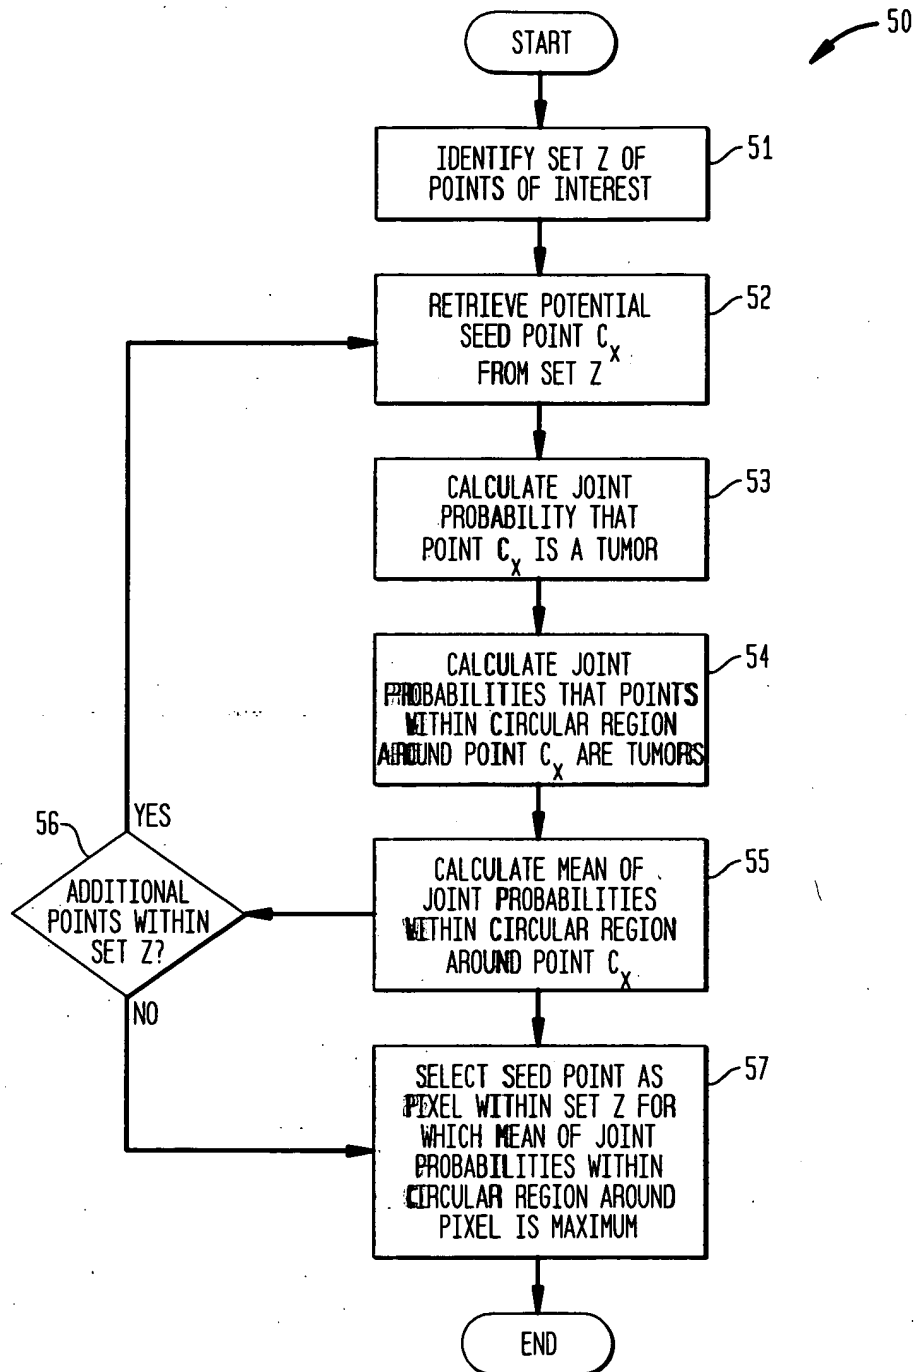 50
START
51
IDENTIFY SET Z OF
POINTS OF INTEREST
52
RETRIEVE POTENTIAL
SEED POINT Cx
FROM SET Z
53
CALCULATE JOINT
PROBABILITY THAT
POINT Cx IS A TUMOR
54
CALCULATE JOINT
PROBABILITIES THAT POINTS
WITHIN CIRCULAR REGION
AROUND POINT Cx ARE TUMORS
55
CALCULATE MEAN OF
JOINT PROBABILITIES
WITHIN CIRCULAR REGION
AROUND POINT Cx
56
YES
ADDITIONAL
POINTS WITHIN
SET Z?
NO
57
SELECT SEED POINT AS
PIXEL WITHIN SET Z FOR
WHICH MEAN OF JOINT
PROBABILITIES WITHIN
CIRCULAR REGION AROUND
PIXEL IS MAXIMUM
END